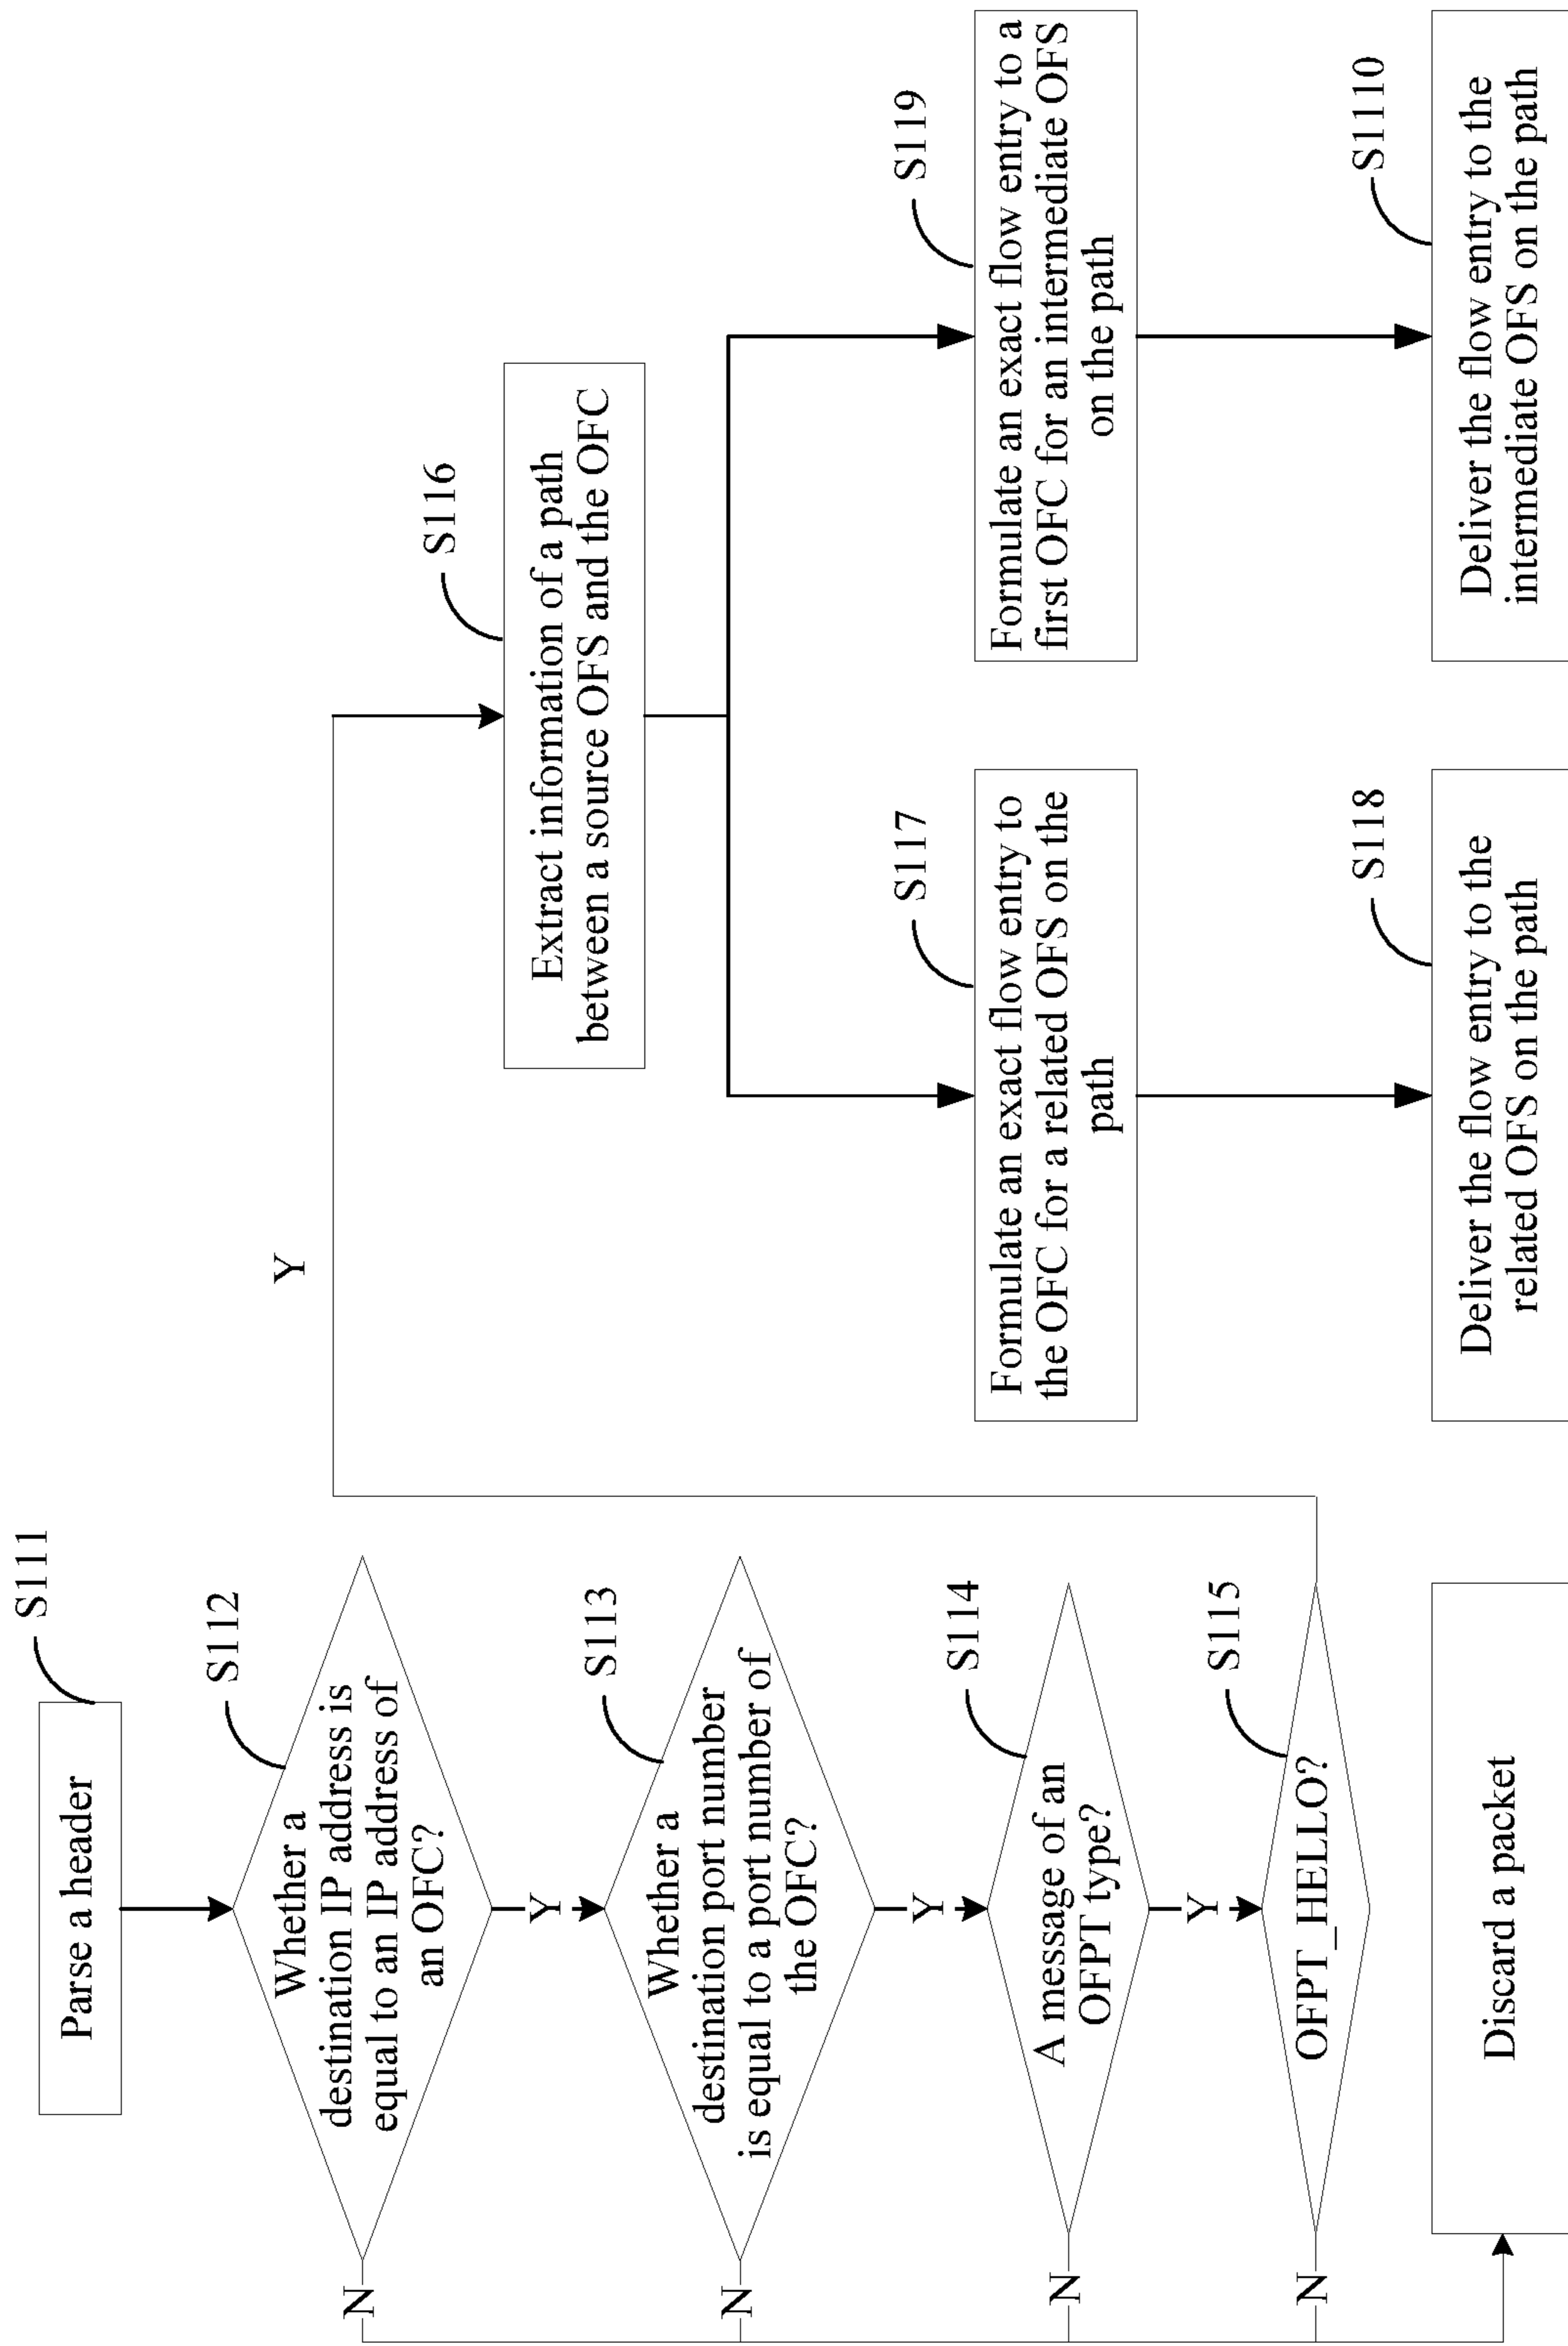 S111
Parse a header
S112
Whether a
destination IP address is
equal to an IP address of
an OFC?
N
Y
S113
Whether a
destination port number
is equal to a port number of
the OFC?
N
Y
S114
A message of an
OFPT type?
N
Y
S115
OFPT_HELLO?
N
Discard a packet
Y
S116
Extract information of a path
between a source OFS and the OFC
S117
Formulate an exact flow entry to
the OFC for a related OFS on the
path
S118
Deliver the flow entry to the
related OFS on the path
S119
Formulate an exact flow entry to a
first OFC for an intermediate OFS
on the path
S1110
Deliver the flow entry to the
intermediate OFS on the path